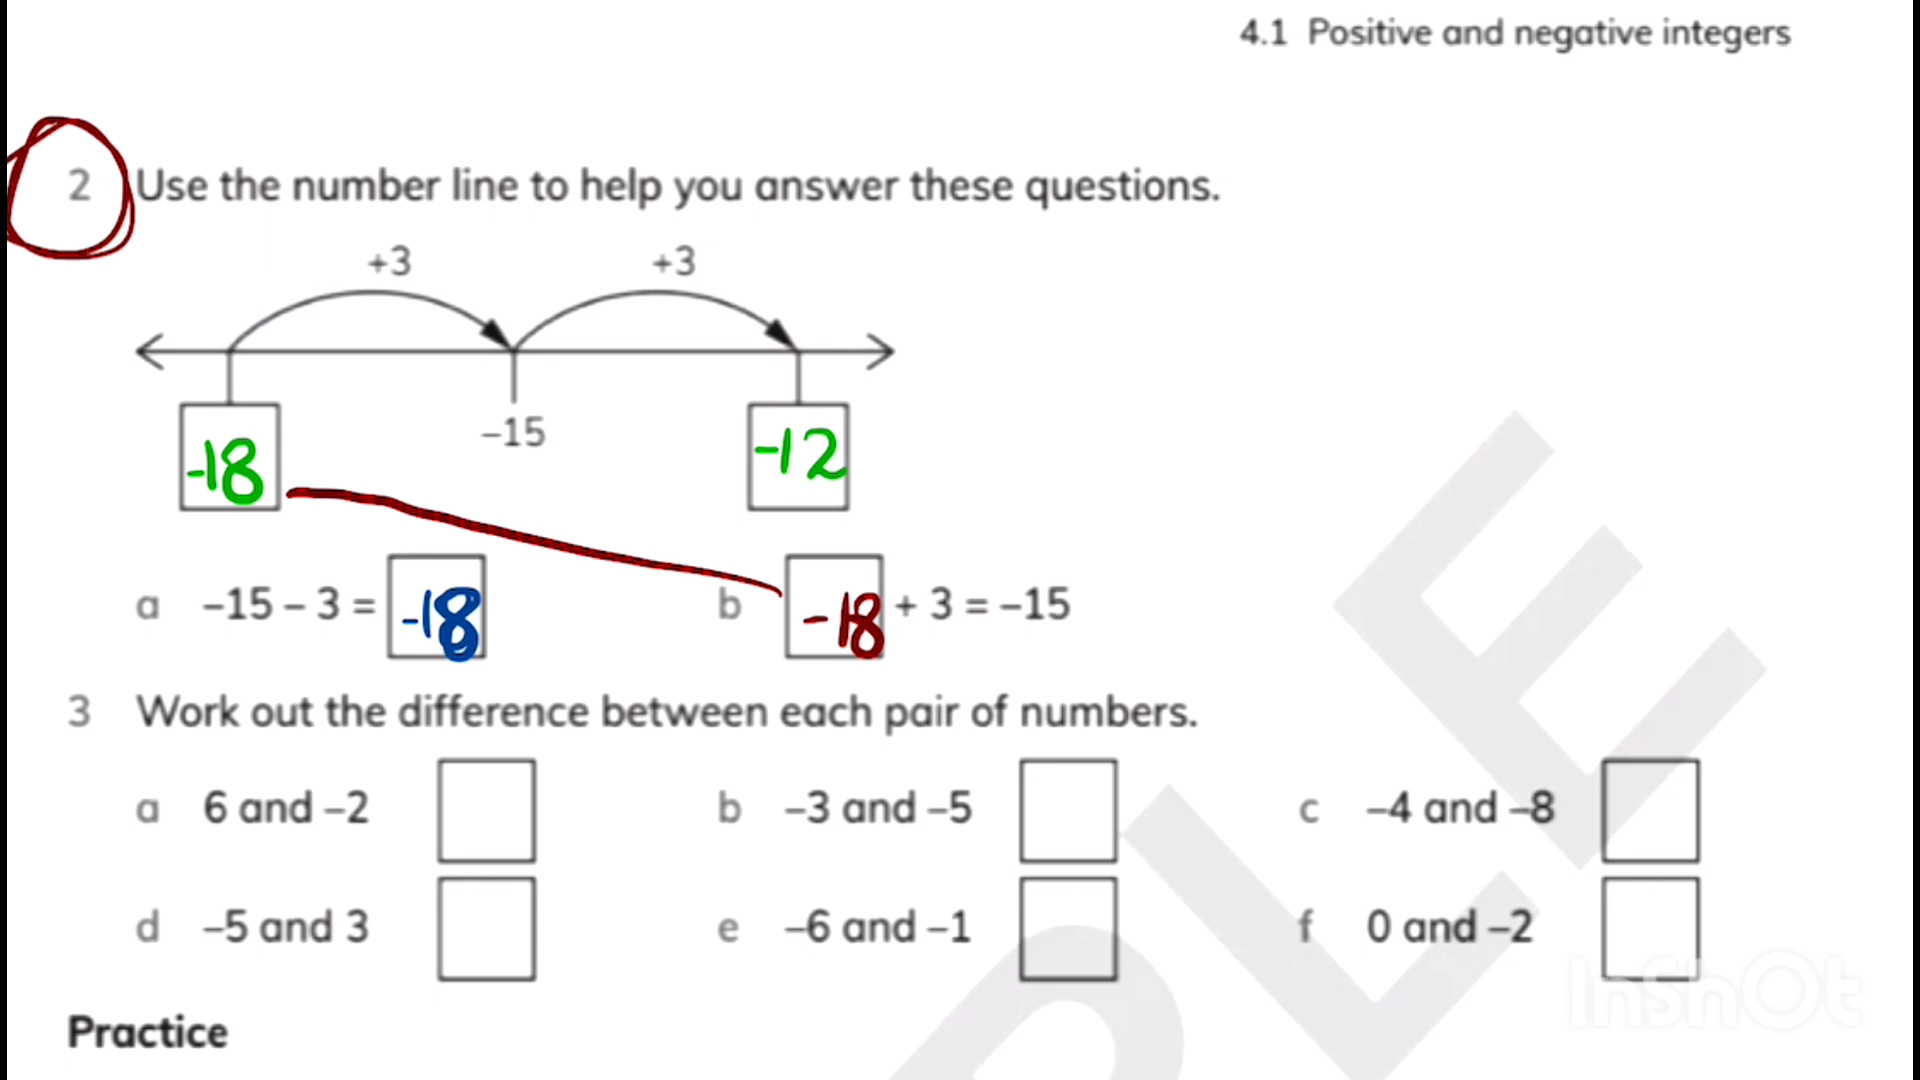 4.1 Positive and negative integers
2 Use the number line to help you answer these questions.
+3 +3
-18 –15 -12
a –15 – 3 = -18 b -18 + 3 = –15
3 Work out the difference between each pair of numbers.
a 6 and –2 b –3 and –5 c –4 and –8
d –5 and 3 e –6 and –1 f 0 and –2
Practice
PLE
InShOt